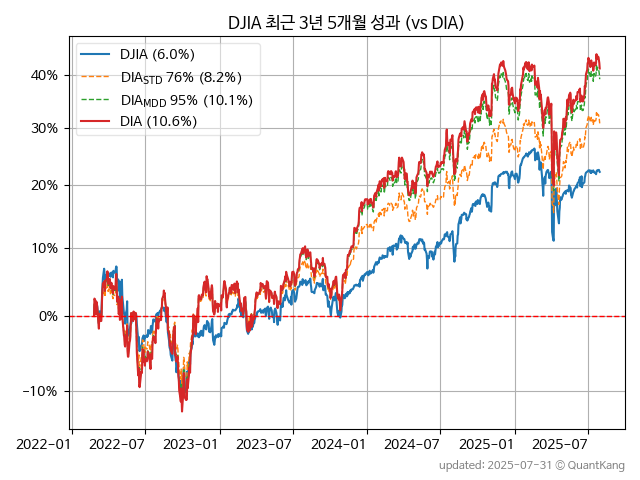 DJIA 최근 3년 5개월 성과 (vs DIA)
DJIA (6.0%)
DIASTD 76% (8.2%)
DIAMDD 95% (10.1%)
DIA (10.6%)
40%
30%
20%
10%
0%
−10%
2022−01 2022−07 2023−01 2023−07 2024−01 2024−07 2025−01 2025−07
updated: 2025-07-31 © QuantKang